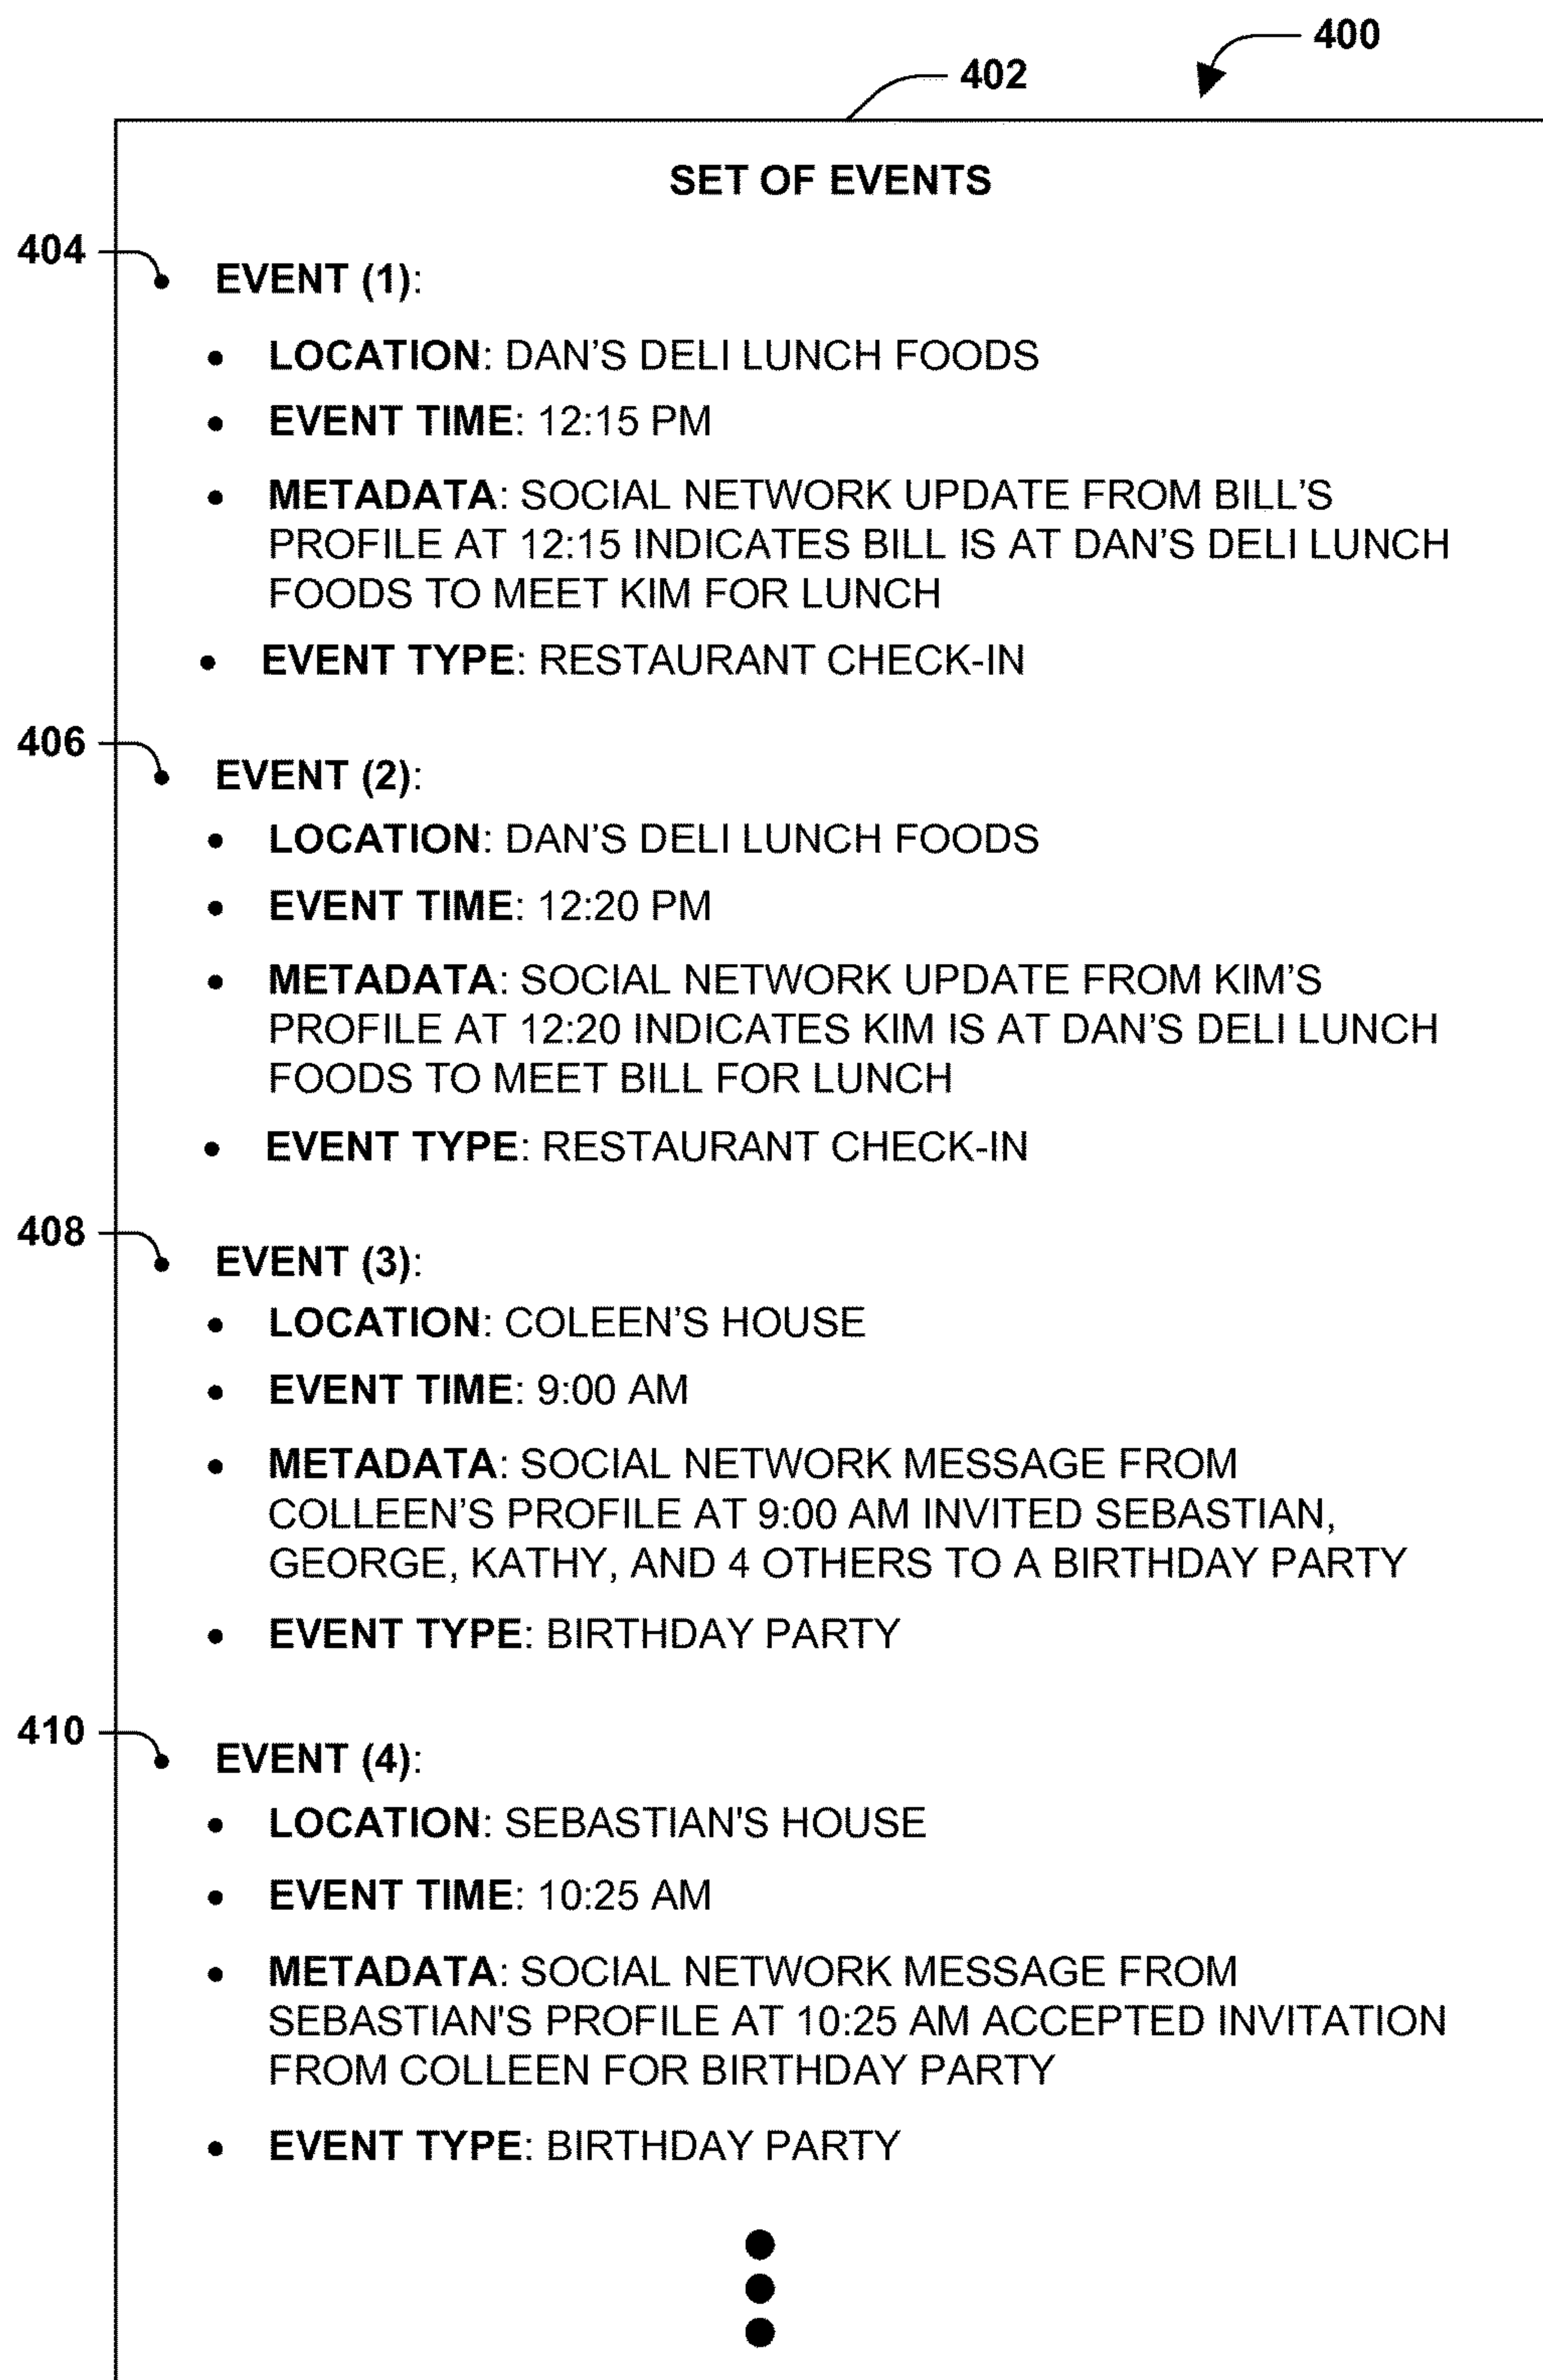 400
402
SET OF EVENTS
404
EVENT (1):
• LOCATION: DAN'S DELI LUNCH FOODS
• EVENT TIME: 12:15 PM
• METADATA: SOCIAL NETWORK UPDATE FROM BILL'S
PROFILE AT 12:15 INDICATES BILL IS AT DAN'S DELI LUNCH
FOODS TO MEET KIM FOR LUNCH
• EVENT TYPE: RESTAURANT CHECK-IN
406
EVENT (2):
• LOCATION: DAN'S DELI LUNCH FOODS
• EVENT TIME: 12:20 PM
• METADATA: SOCIAL NETWORK UPDATE FROM KIM'S
PROFILE AT 12:20 INDICATES KIM IS AT DAN'S DELI LUNCH
FOODS TO MEET BILL FOR LUNCH
• EVENT TYPE: RESTAURANT CHECK-IN
408
EVENT (3):
• LOCATION: COLEEN'S HOUSE
• EVENT TIME: 9:00 AM
• METADATA: SOCIAL NETWORK MESSAGE FROM
COLLEEN'S PROFILE AT 9:00 AM INVITED SEBASTIAN,
GEORGE, KATHY, AND 4 OTHERS TO A BIRTHDAY PARTY
• EVENT TYPE: BIRTHDAY PARTY
410
EVENT (4):
• LOCATION: SEBASTIAN'S HOUSE
• EVENT TIME: 10:25 AM
• METADATA: SOCIAL NETWORK MESSAGE FROM
SEBASTIAN'S PROFILE AT 10:25 AM ACCEPTED INVITATION
FROM COLLEEN FOR BIRTHDAY PARTY
• EVENT TYPE: BIRTHDAY PARTY